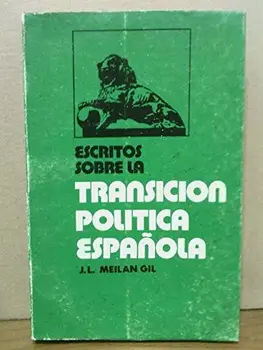 ESCRITOS
SOBRE LA
TRANSICION
POLITICA
ESPAÑOLA
J.L. MEILAN GIL